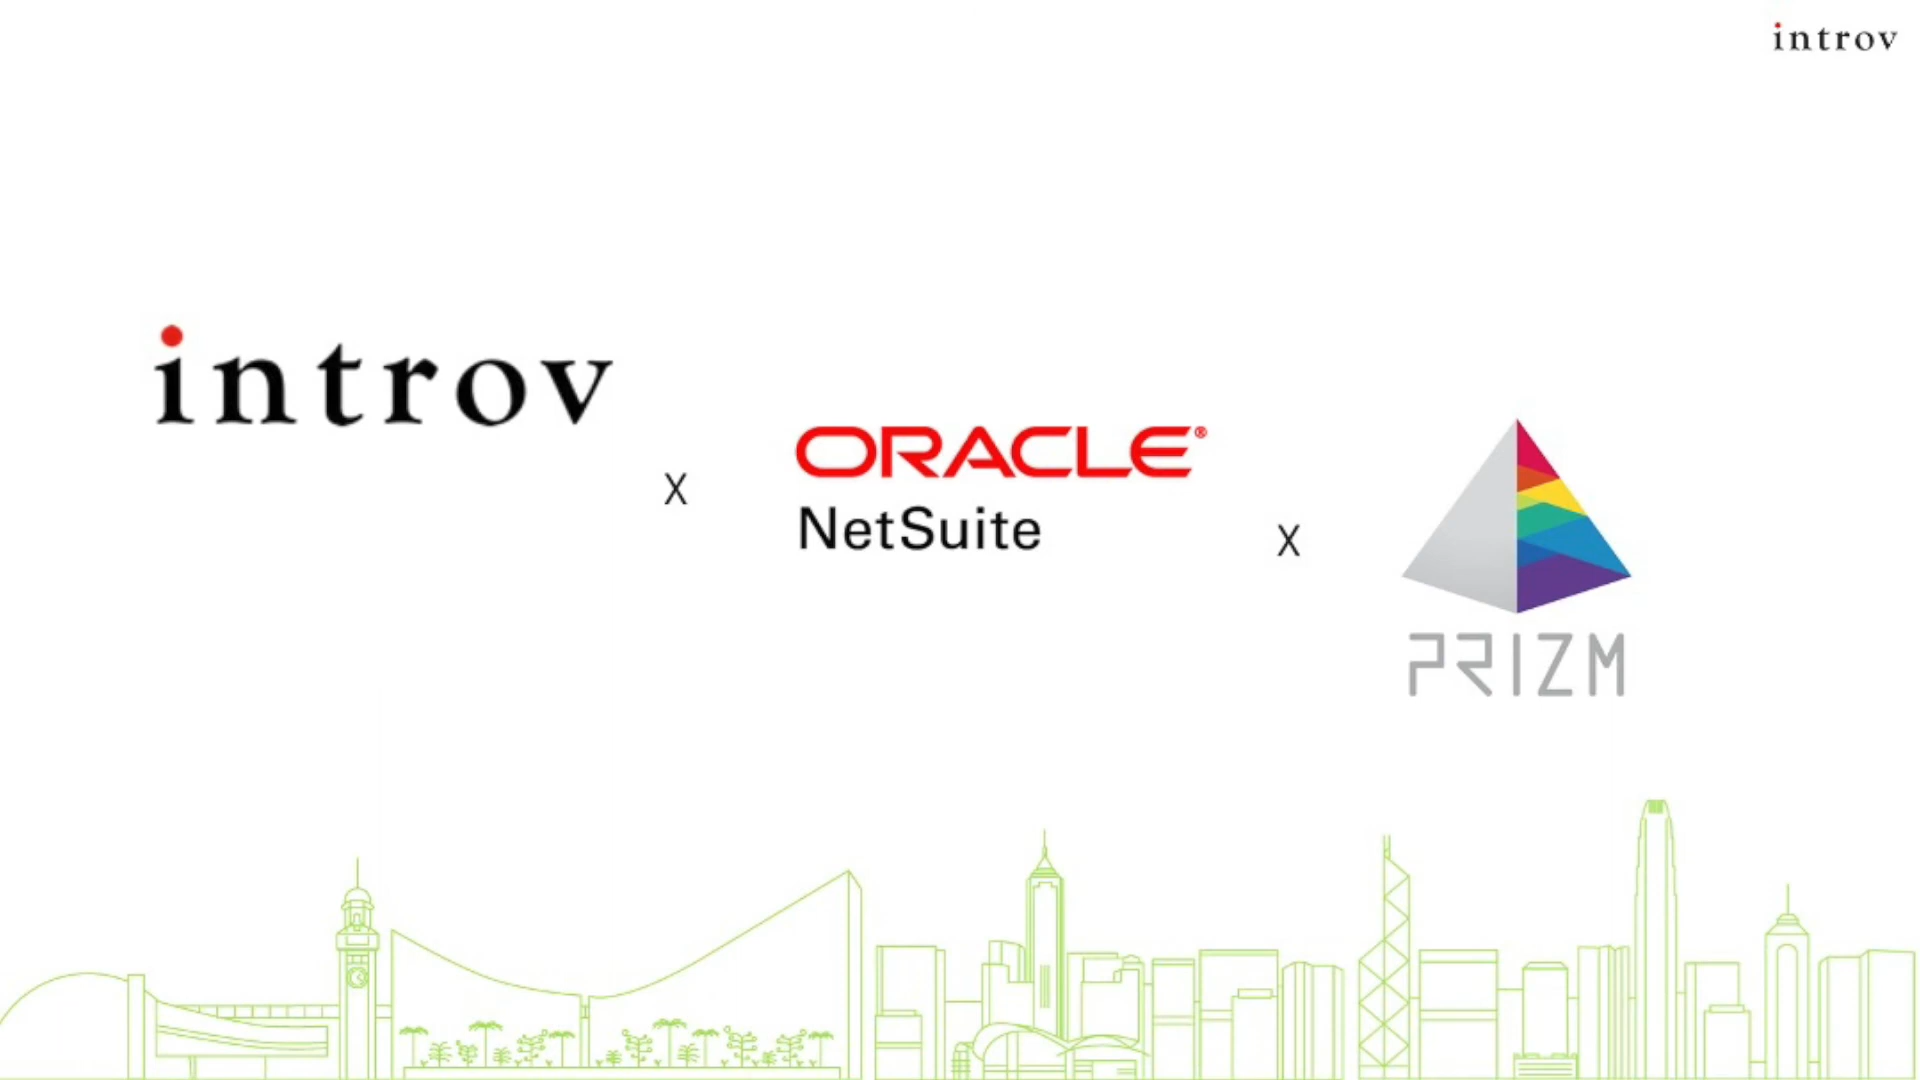 introv
introv
X
ORACLE®
NetSuite
X
PRIZM